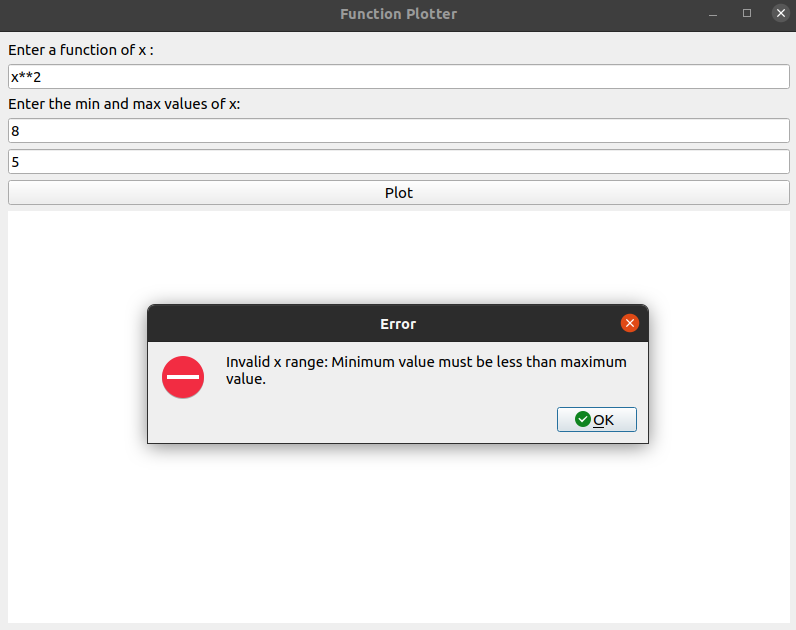 Function Plotter
Enter a function of x :
x**2
Enter the min and max values of x:
8
5
Plot
Error
Invalid x range: Minimum value must be less than maximum
value.
OK